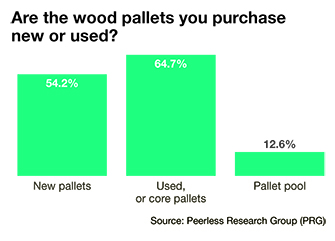 Are the wood pallets you purchase
new or used?
54.2%
64.7%
12.6%
New pallets
Used,
or core pallets
Pallet pool
Source: Peerless Research Group (PRG)